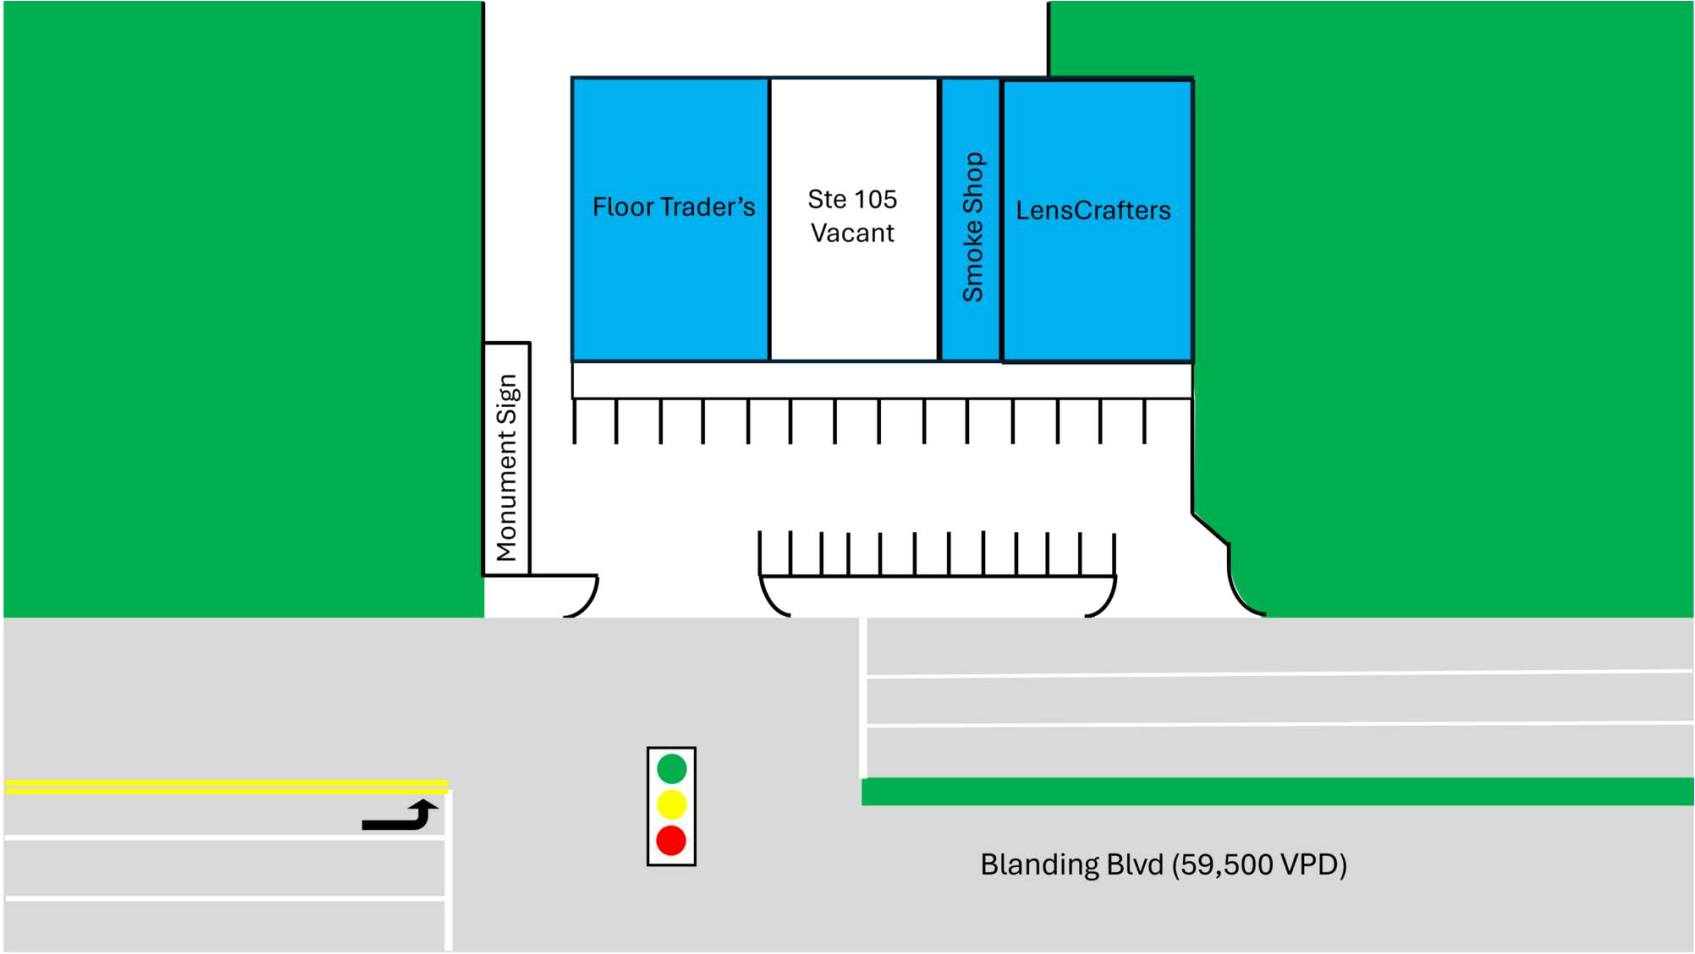 Floor Trader’s
Ste 105
Vacant
Smoke Shop
LensCrafters
Monument Sign
Blanding Blvd (59,500 VPD)